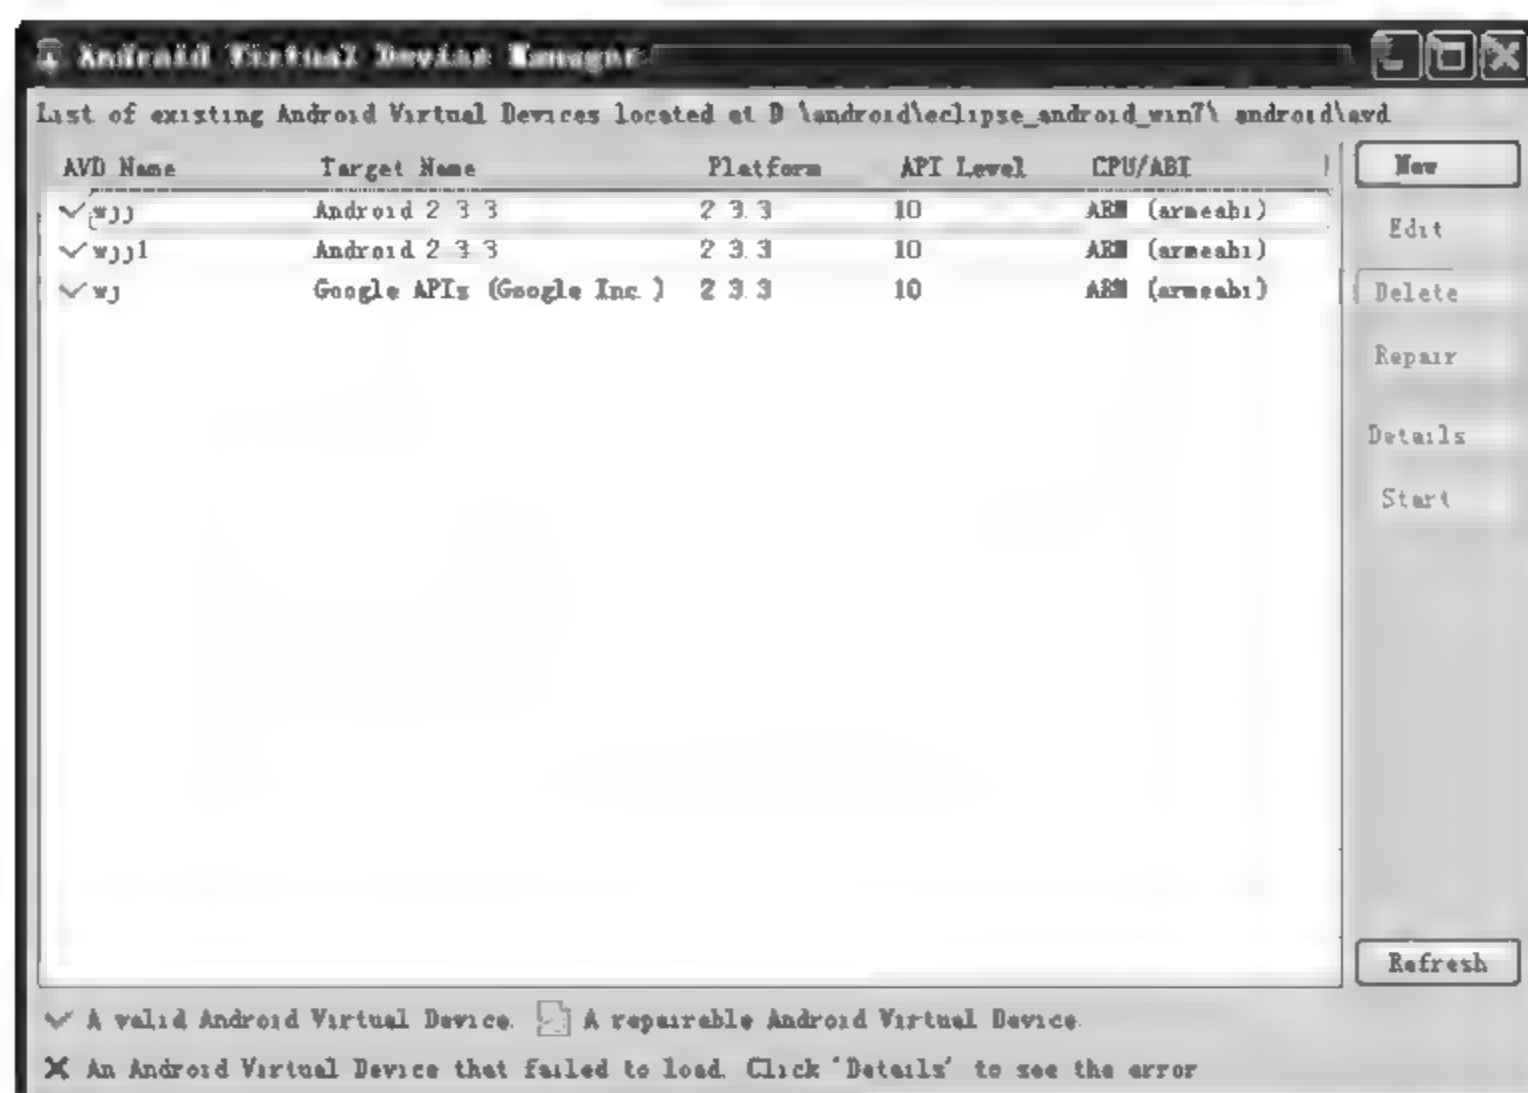 Android Virtual Device Manager
List of existing Android Virtual Devices located at D \android\eclipse_android_win7\ android\avd
AVD Name Target Name Platform API Level CPU/ABI New
wjj Android 2 3 3 2 3.3 10 ARM (armeabi)
Edit
wjj1 Android 2 3 3 2 3.3 10 ARM (armeabi)
wj Google APIs (Google Inc ) 2 3.3 10 ARM (armeabi) Delete
Repair
Details
Start
Refresh
A valid Android Virtual Device. A repairable Android Virtual Device
An Android Virtual Device that failed to load. Click 'Details' to see the error